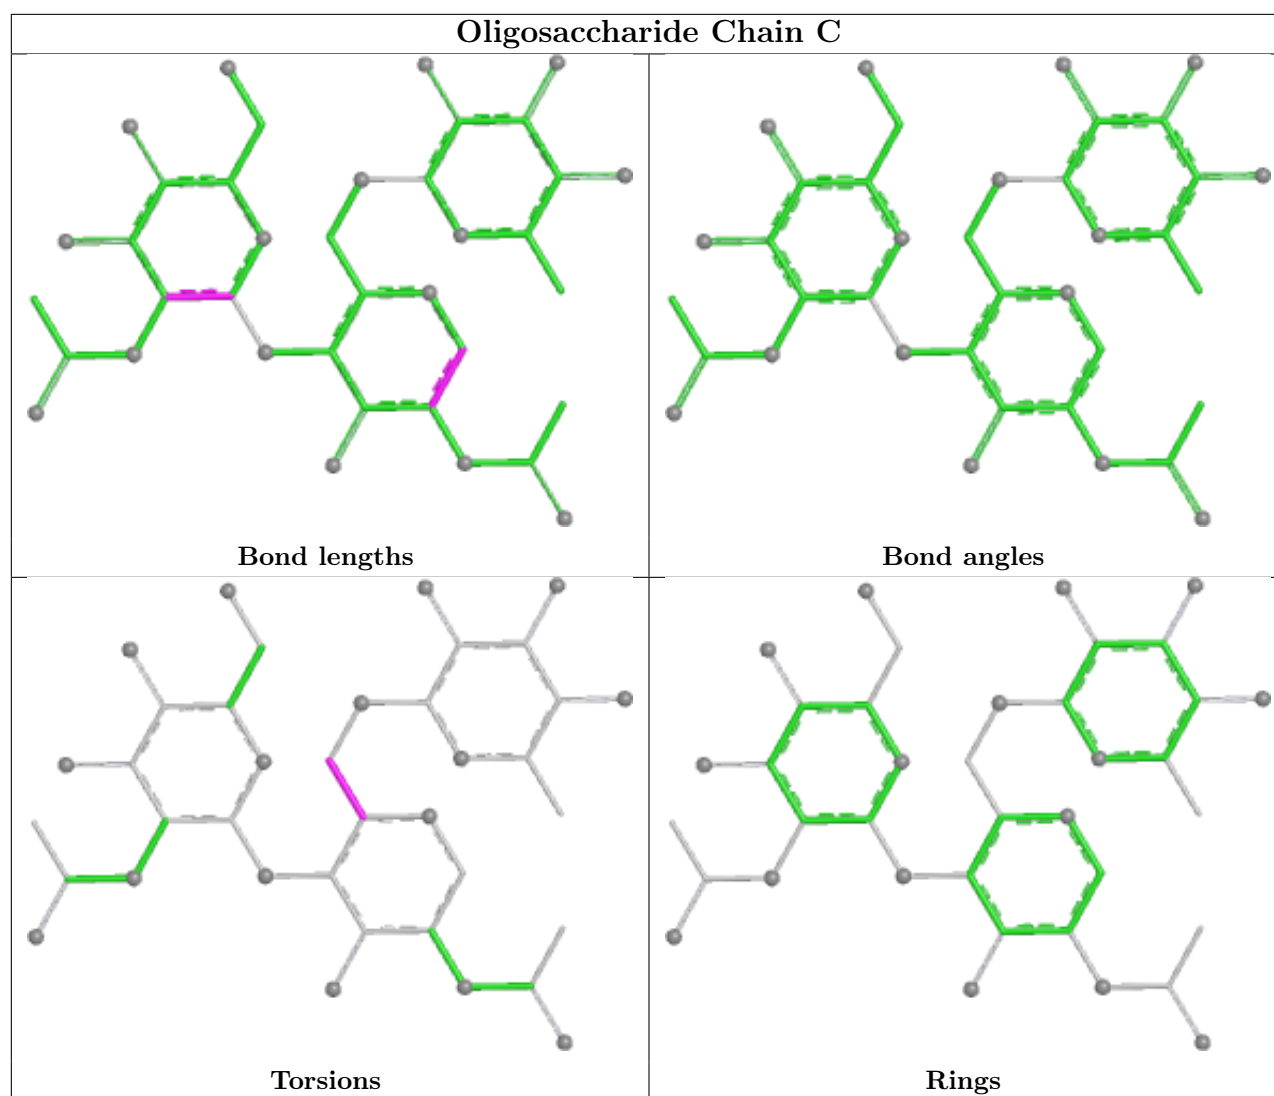 Oligosaccharide Chain C
Bond lengths
Bond angles
Torsions
Rings